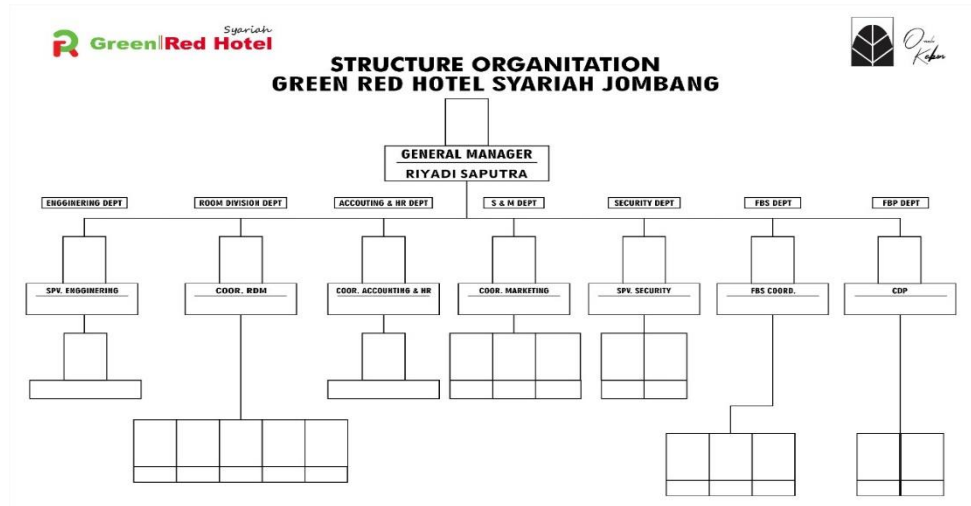 Syariah
Green Red Hotel
STRUCTURE ORGANITATION
GREEN RED HOTEL SYARIAH JOMBANG
GENERAL MANAGER
RIYADI SAPUTRA
ENGGINERING DEPT
ROOM DIVISION DEPT
ACCOUTING & HR DEPT
S & M DEPT
SECURITY DEPT
FBS DEPT
FBP DEPT
SPV. ENGGINERING
COOR. RDM
COOR. ACCOUNTING & HR
COOR. MARKETING
SPV. SECURITY
FBS COORD.
CDP